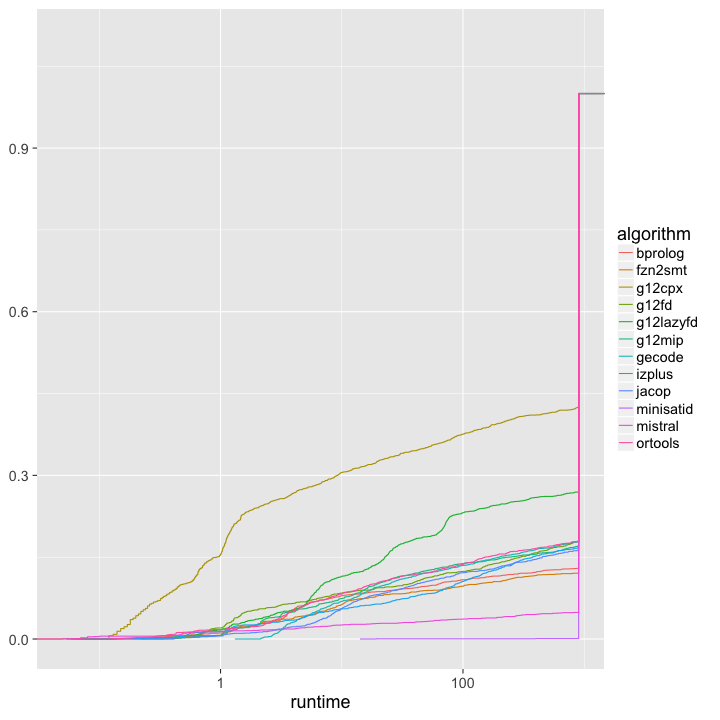 0.9
0.6
0.3
0.0
1
100
runtime
algorithm
bprolog
fzn2smt
g12cpx
g12fd
g12lazyfd
g12mip
gecode
izplus
jacop
minisatid
mistral
ortools